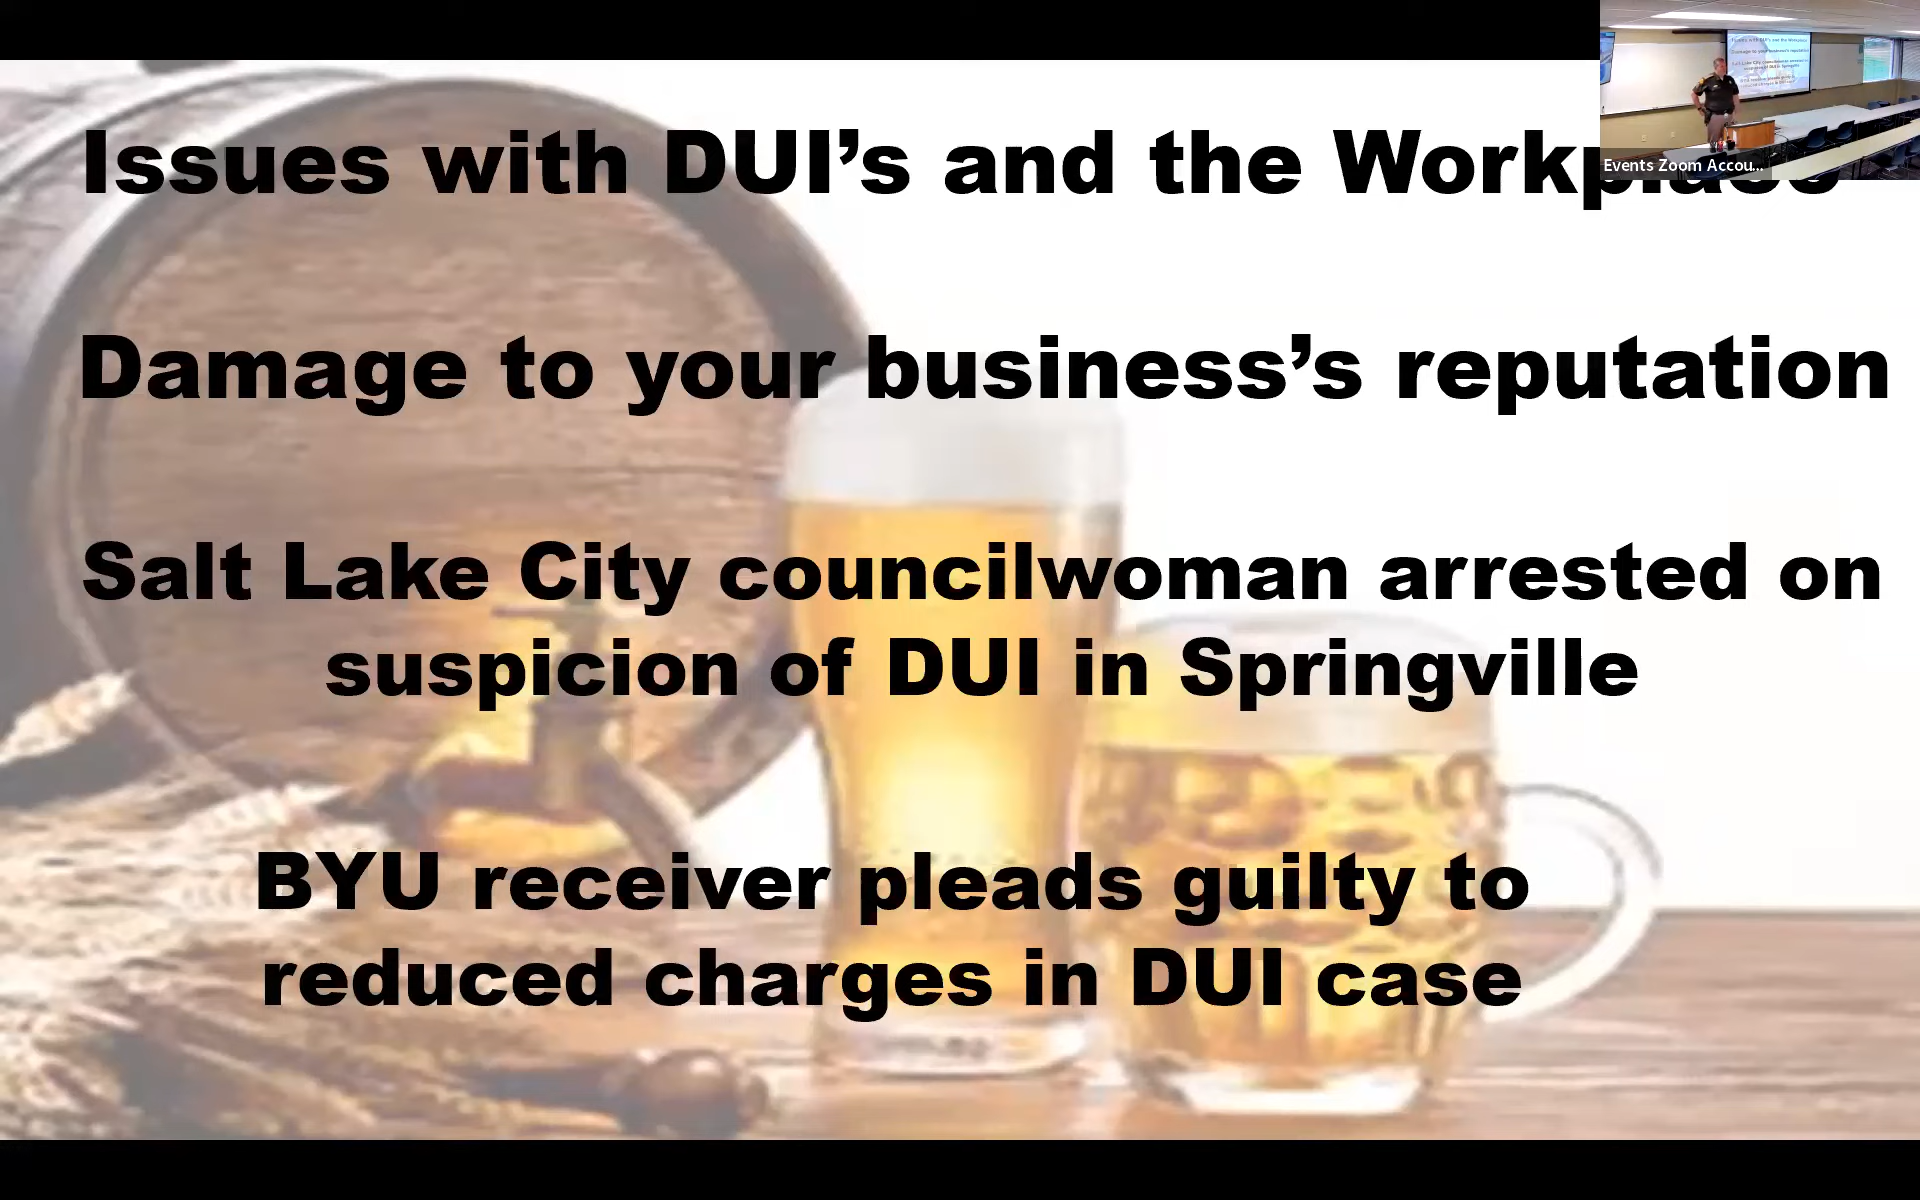 Issues with DUI’s and the Workplace
Events Zoom Accou...
Damage to your business’s reputation
Salt Lake City councilwoman arrested on
suspicion of DUI in Springville
BYU receiver pleads guilty to
reduced charges in DUI case